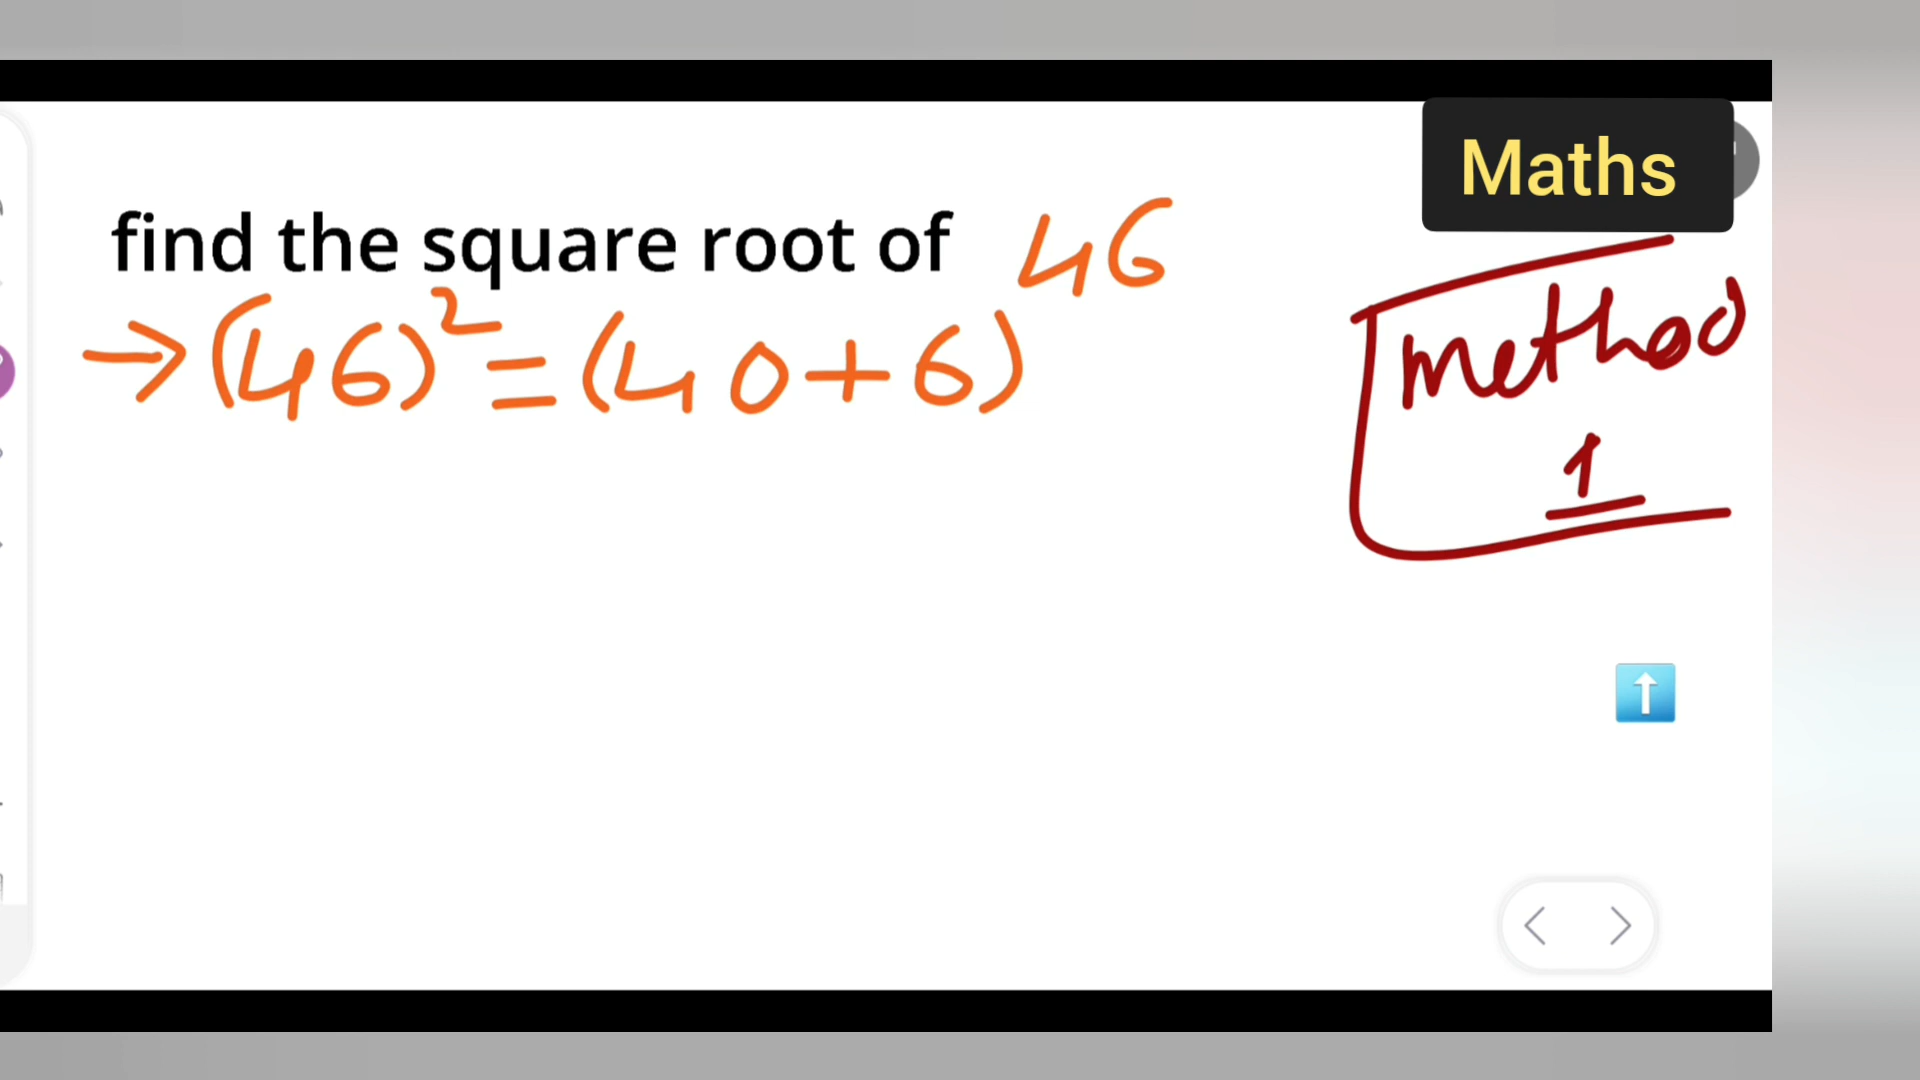 Maths
find the square root of 46
→(46)²=(40+6)
method
1